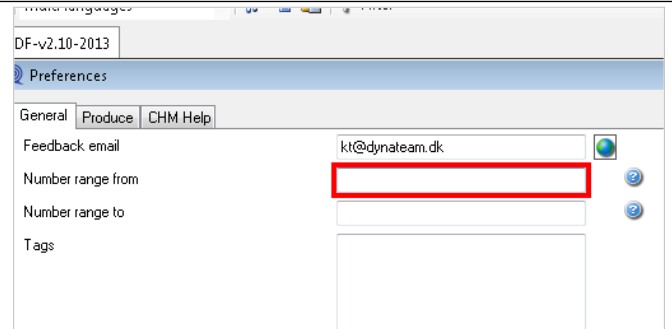 DF-v2.10-2013
Preferences
General Produce CHM Help
Feedback email kt@dynateam.dk
Number range from
Number range to
Tags